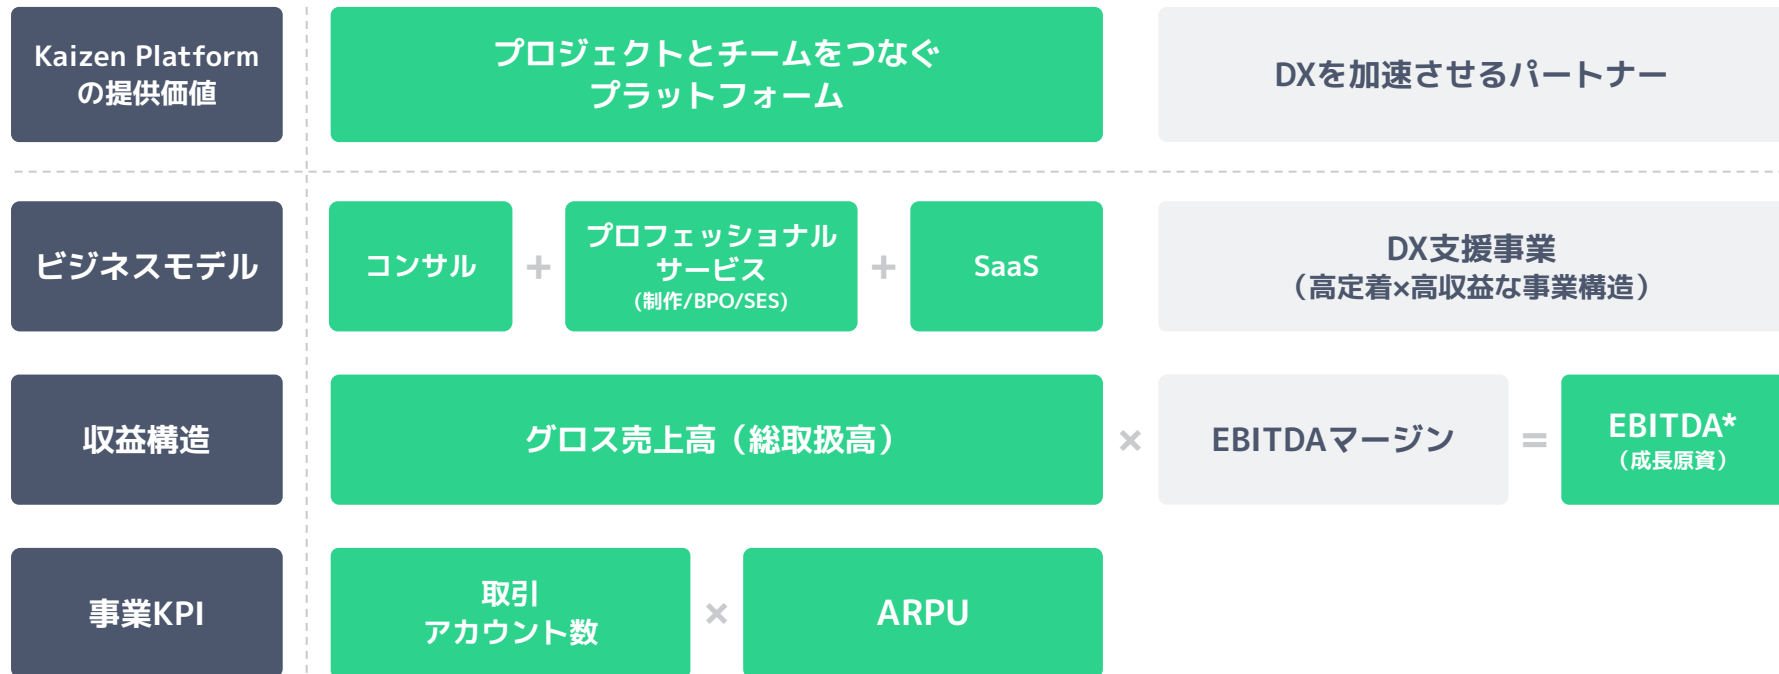 Kaizen Platform
の提供価値
プロジェクトとチームをつなぐ
プラットフォーム
DXを加速させるパートナー
ビジネスモデル
コンサル
+
プロフェッショナル
サービス
(制作/BPO/SES)
+
SaaS
DX支援事業
（高定着×高収益な事業構造）
収益構造
グロス売上高（総取扱高）
×
EBITDAマージン
=
EBITDA*
（成長原資）
事業KPI
取引
アカウント数
×
ARPU